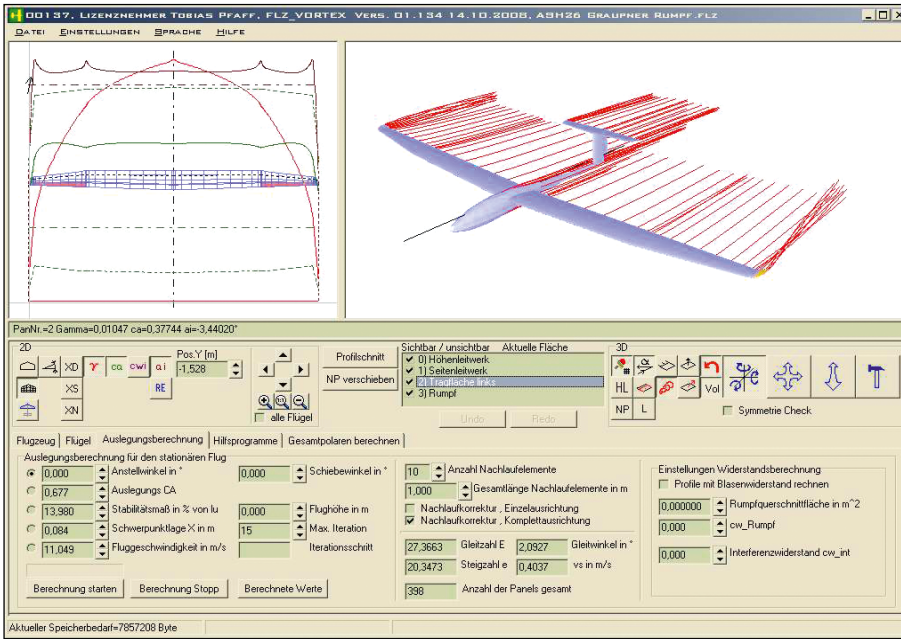 00137, Lizenznehmer Tobias Pfaff, FLZ_VORTEX Vers. 01.134 14.10.2008, ASH26 Graupner Rumpf.flz
Datei Einstellungen Sprache Hilfe
PanNr.=2 Gamma=0,01047 ca=0,37744 ai=-3,44020°
2D
XD γ ca cwi ai
Pos.Y [m]
-1,528
XS
RE
XN
alle Flügel
Profilschnitt
NP verschieben
Sichtbar / unsichtbar Aktuelle Fläche
0) Höhenleitwerk
1) Seitenleitwerk
2) Tragfläche links
3) Rumpf
Undo Redo
3D
HL Vol
NP L
Symmetrie Check
Flugzeug Flügel Auslegungsberechnung Hilfsprogramme Gesamtpolaren berechnen
Auslegungsberechnung für den stationären Flug
0,000 Anstellwinkel in ° 0,000 Schiebewinkel in °
0,677 Auslegungs CA
13,980 Stabilitätsmaß in % von lu 0,000 Flughöhe in m
0,084 Schwerpunktlage X in m 15 Max. Iteration
11,049 Fluggeschwindigkeit in m/s Iterationsschritt
Berechnung starten Berechnung Stopp Berechnete Werte
10 Anzahl Nachlaufelemente
1,000 Gesamtlänge Nachlaufelemente in m
Nachlaufkorrektur , Einzelausrichtung
Nachlaufkorrektur , Komplettausrichtung
27,3663 Gleitzahl E 2,0927 Gleitwinkel in °
20,3473 Steigzahl e 0,4037 vs in m/s
398 Anzahl der Panels gesamt
Einstellungen Widerstandsberechnung
Profile mit Blasenwiderstand rechnen
0,000000 Rumpfquerschnittfläche in m^2
0,000 cw_Rumpf
0,000 Interferenzwiderstand cw_int
Aktueller Speicherbedarf=7857208 Byte